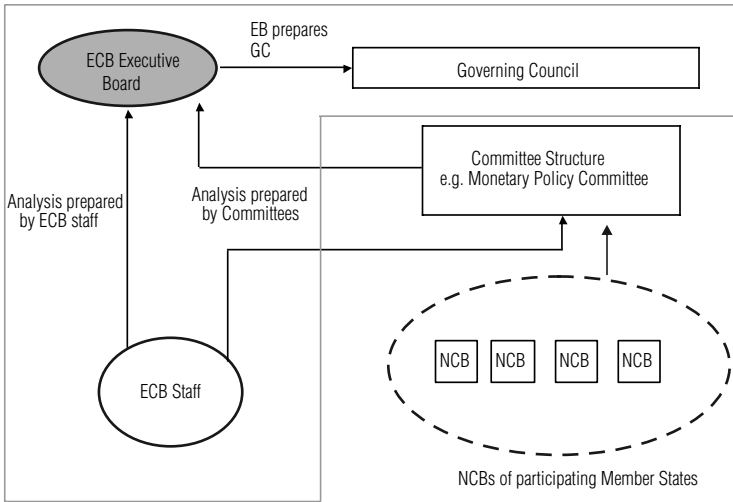 EB prepares
GC
ECB Executive
Board
Governing Council
Committee Structure
e.g. Monetary Policy Committee
Analysis prepared
by ECB staff
Analysis prepared
by Committees
NCB
NCB
NCB
NCB
ECB Staff
NCBs of participating Member States